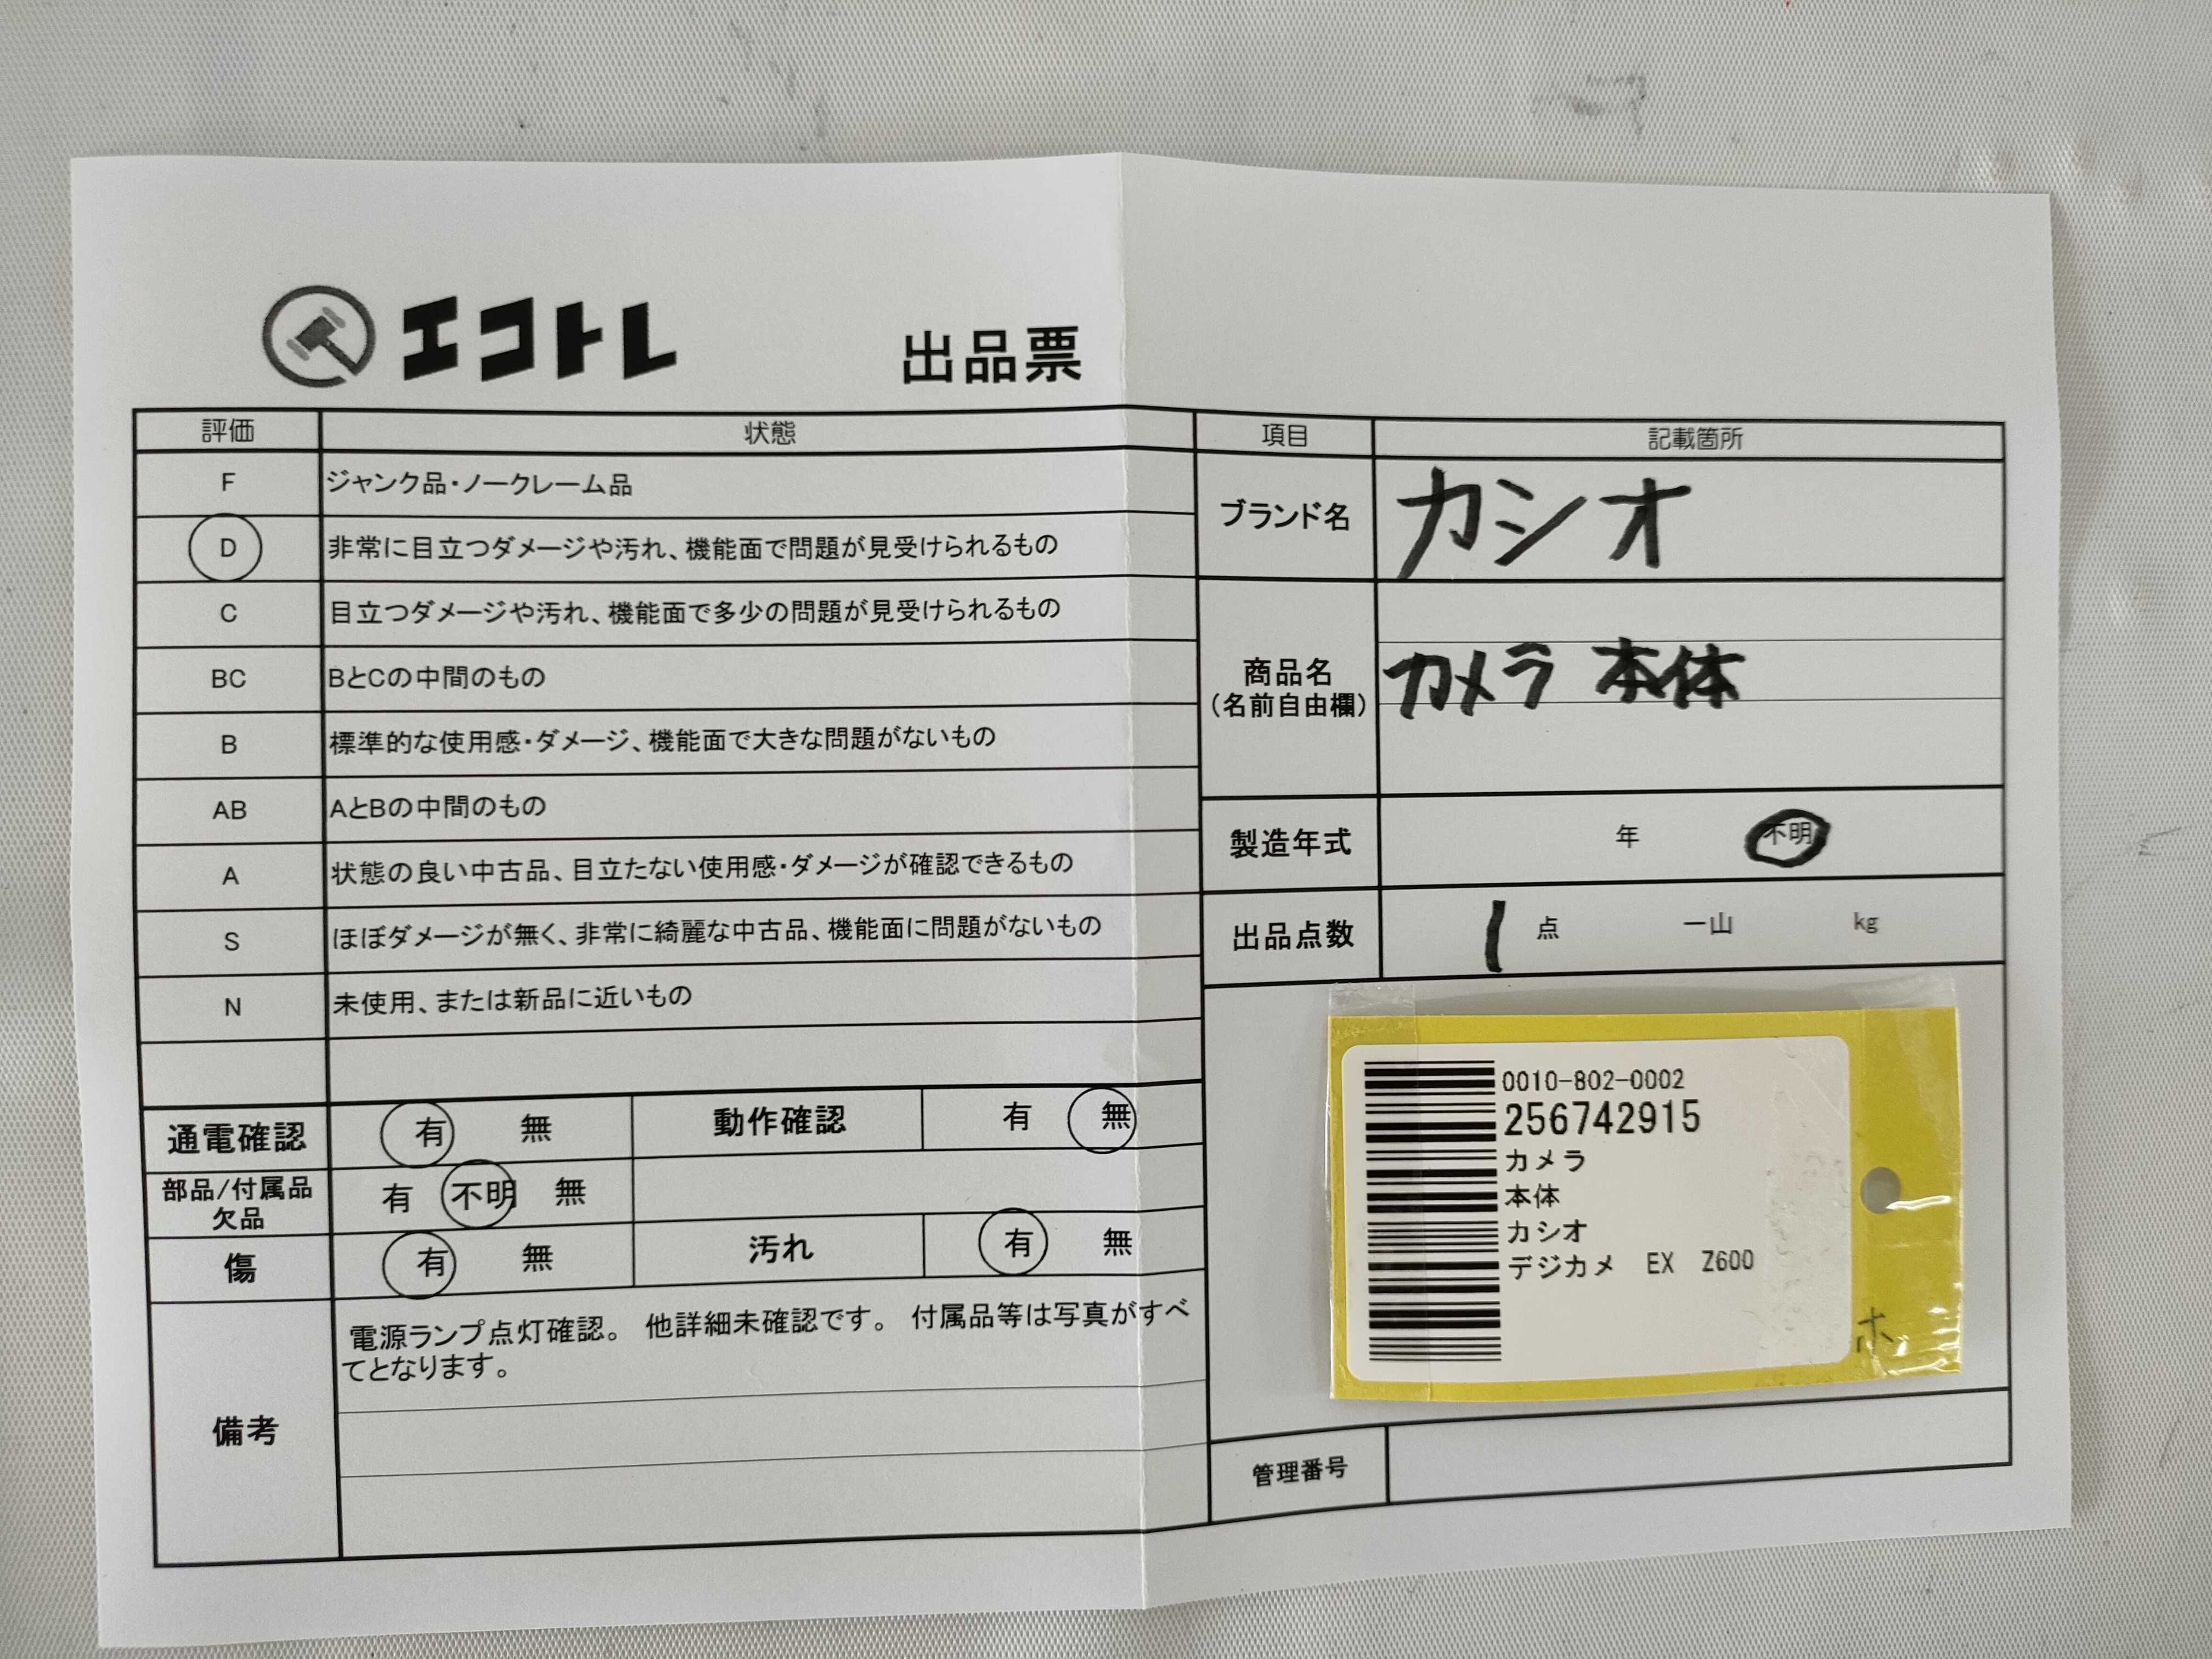 エコトレ 出品票
評価 状態
F ジャンク品・ノークレーム品
D 非常に目立つダメージや汚れ、機能面で問題が見受けられるもの
C 目立つダメージや汚れ、機能面で多少の問題が見受けられるもの
BC BとCの中間のもの
B 標準的な使用感・ダメージ、機能面で大きな問題がないもの
AB AとBの中間のもの
A 状態の良い中古品、目立たない使用感・ダメージが確認できるもの
S ほぼダメージが無く、非常に綺麗な中古品、機能面に問題がないもの
N 未使用、または新品に近いもの
通電確認 有 無 動作確認 有 無
部品/付属品
欠品
有 不明 無
傷 有 無 汚れ 有 無
備考
電源ランプ点灯確認。 他詳細未確認です。 付属品等は写真がすべ
てとなります。
項目 記載箇所
ブランド名 カシオ
商品名
(名前自由欄)
カメラ 本体
製造年式 年 不明
出品点数 1 点 一山 kg
0010-802-0002
256742915
カメラ
本体
カシオ
デジカメ EX Z600
ホ
管理番号